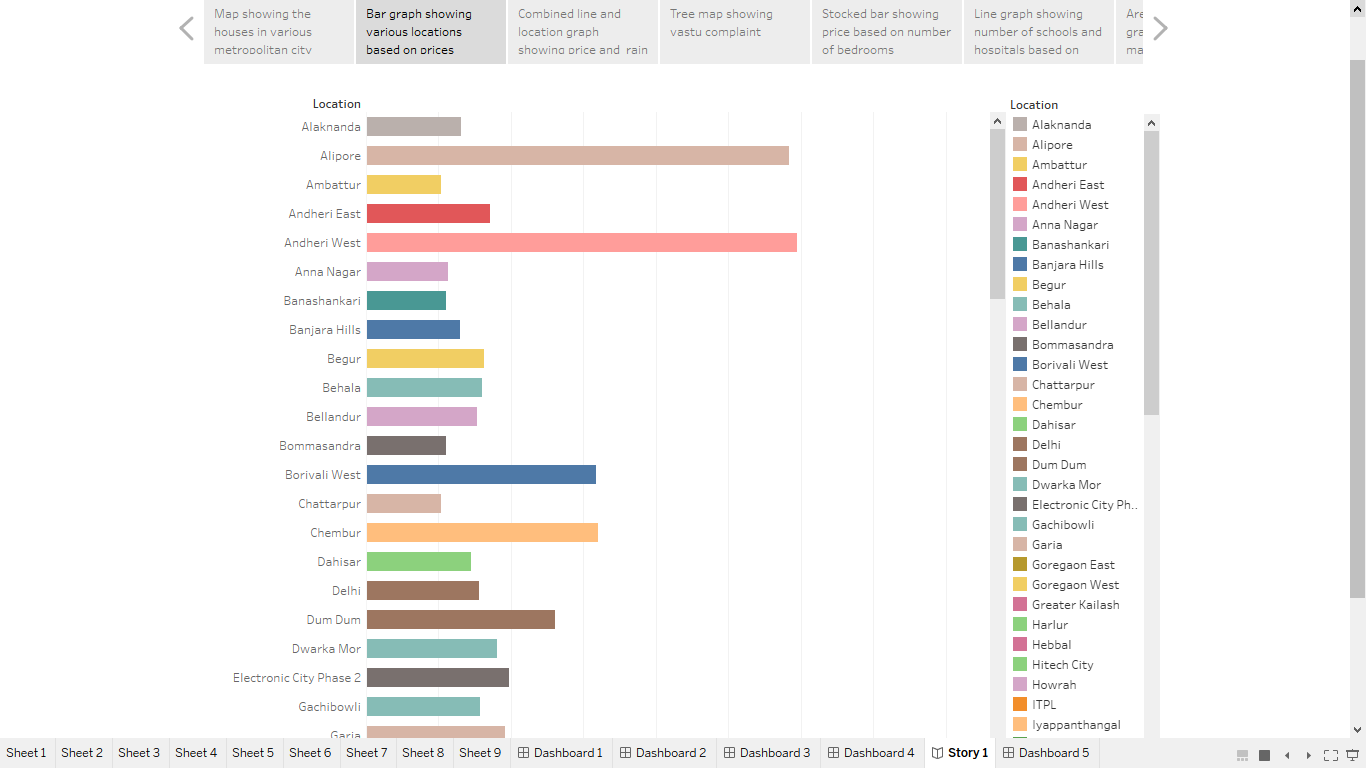 Map showing the
houses in various
metropolitan city
Bar graph showing
various locations
based on prices
Combined line and
location graph
showing price and rain
Tree map showing
vastu complaint
Stocked bar showing
price based on number
of bedrooms
Line graph showing
number of schools and
hospitals based on
Location
Alaknanda
Alipore
Ambattur
Andheri East
Andheri West
Anna Nagar
Banashankari
Banjara Hills
Begur
Behala
Bellandur
Bommasandra
Borivali West
Chattarpur
Chembur
Dahisar
Delhi
Dum Dum
Dwarka Mor
Electronic City Phase 2
Gachibowli
Garia
Location
Alaknanda
Alipore
Ambattur
Andheri East
Andheri West
Anna Nagar
Banashankari
Banjara Hills
Begur
Behala
Bellandur
Bommasandra
Borivali West
Chattarpur
Chembur
Dahisar
Delhi
Dum Dum
Dwarka Mor
Electronic City Ph..
Gachibowli
Garia
Goregaon East
Goregaon West
Greater Kailash
Harlur
Hebbal
Hitech City
Howrah
ITPL
Iyappanthangal
Sheet 1 Sheet 2 Sheet 3 Sheet 4 Sheet 5 Sheet 6 Sheet 7 Sheet 8 Sheet 9 Dashboard 1 Dashboard 2 Dashboard 3 Dashboard 4 Story 1 Dashboard 5